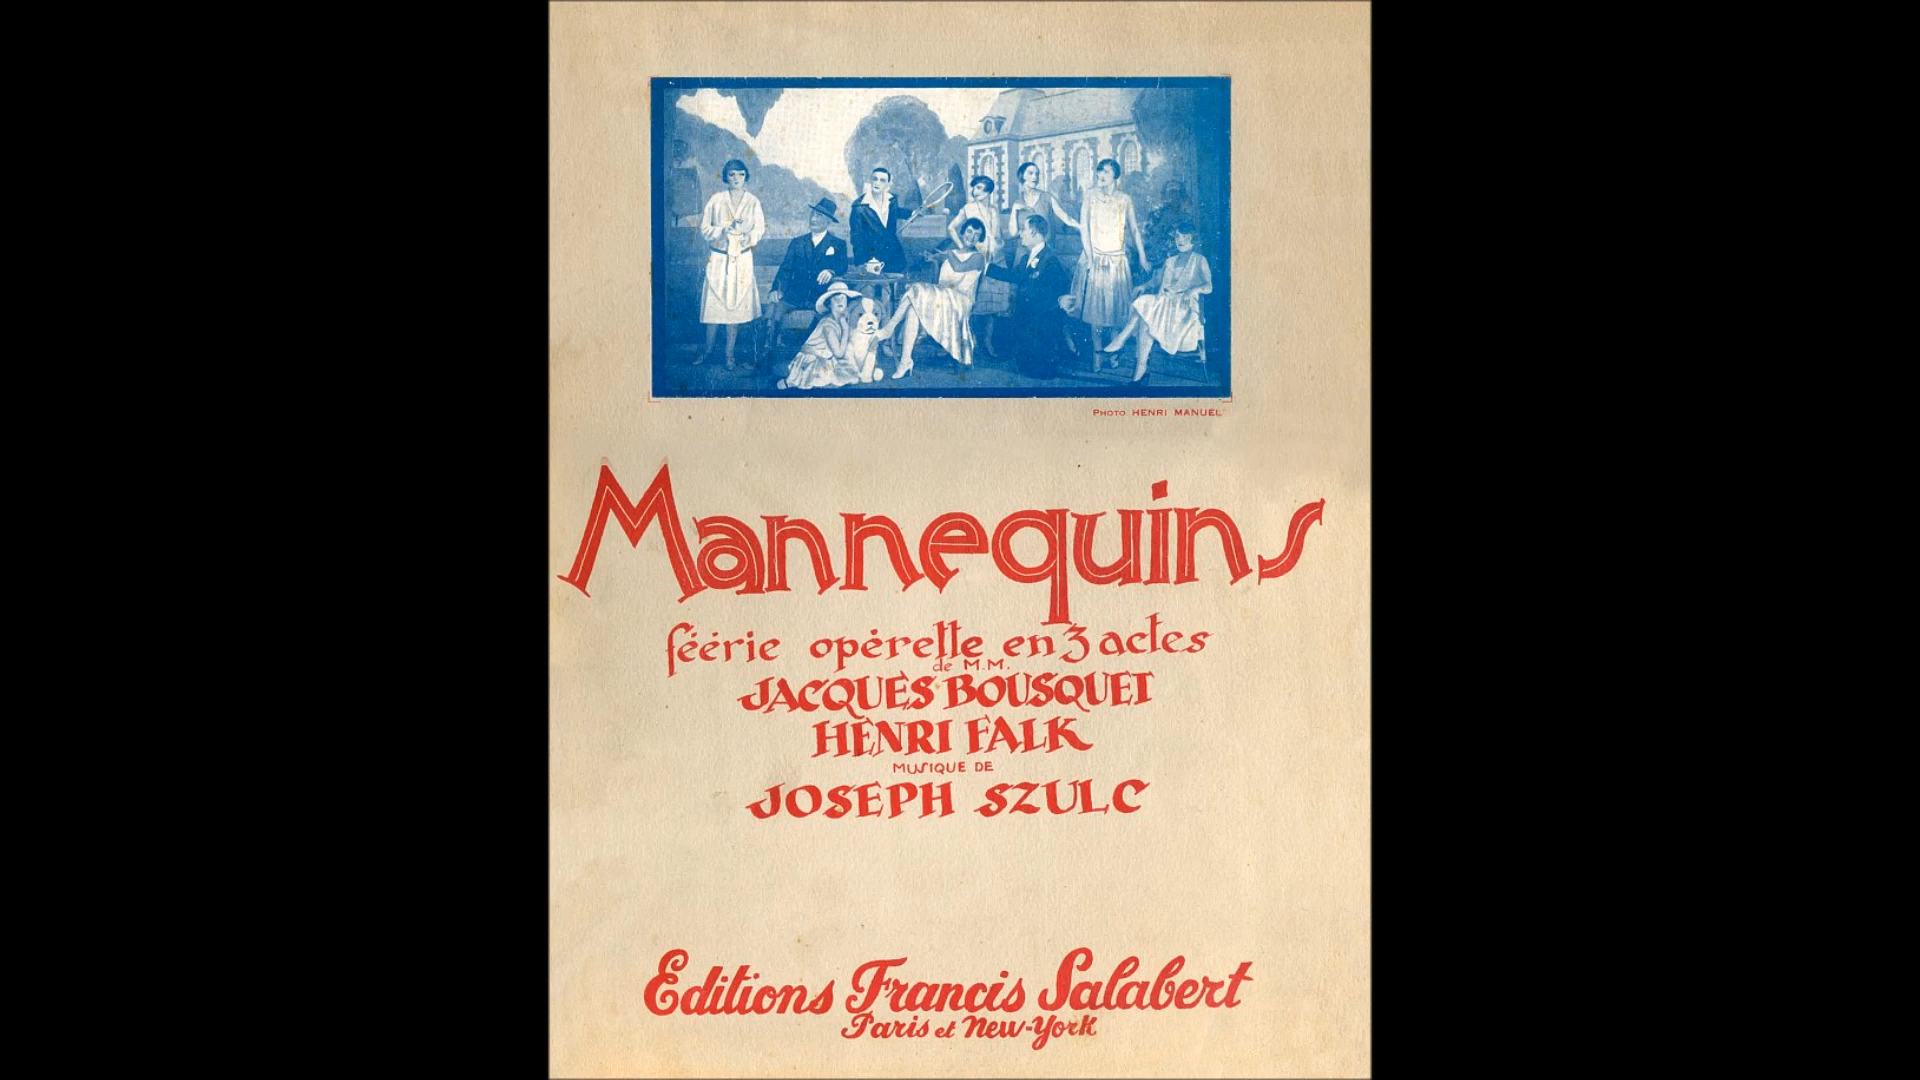 PHOTO HENRI MANUEL
Mannequins
féérie opérette en 3 actes
de M.M.
JACQUES BOUSQUET
HENRI FALK
MUSIQUE DE
JOSEPH SZULC
Editions Francis Salabert
Paris et New-York